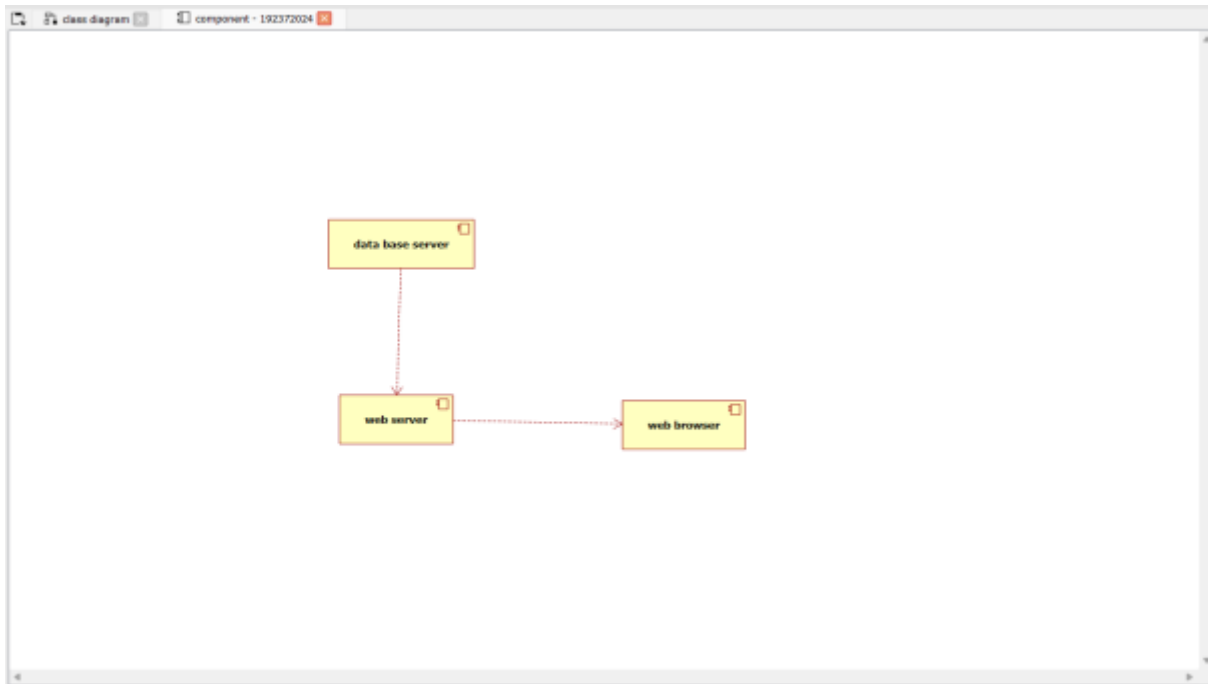 class diagram
component - 192372024
data base server
web server
web browser